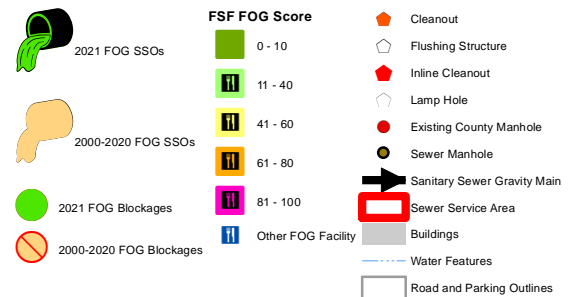 2021 FOG SSOs
2000-2020 FOG SSOs
2021 FOG Blockages
2000-2020 FOG Blockages
FSF FOG Score
0 - 10
11 - 40
41 - 60
61 - 80
81 - 100
Other FOG Facility
Cleanout
Flushing Structure
Inline Cleanout
Lamp Hole
Existing County Manhole
Sewer Manhole
Sanitary Sewer Gravity Main
Sewer Service Area
Buildings
Water Features
Road and Parking Outlines